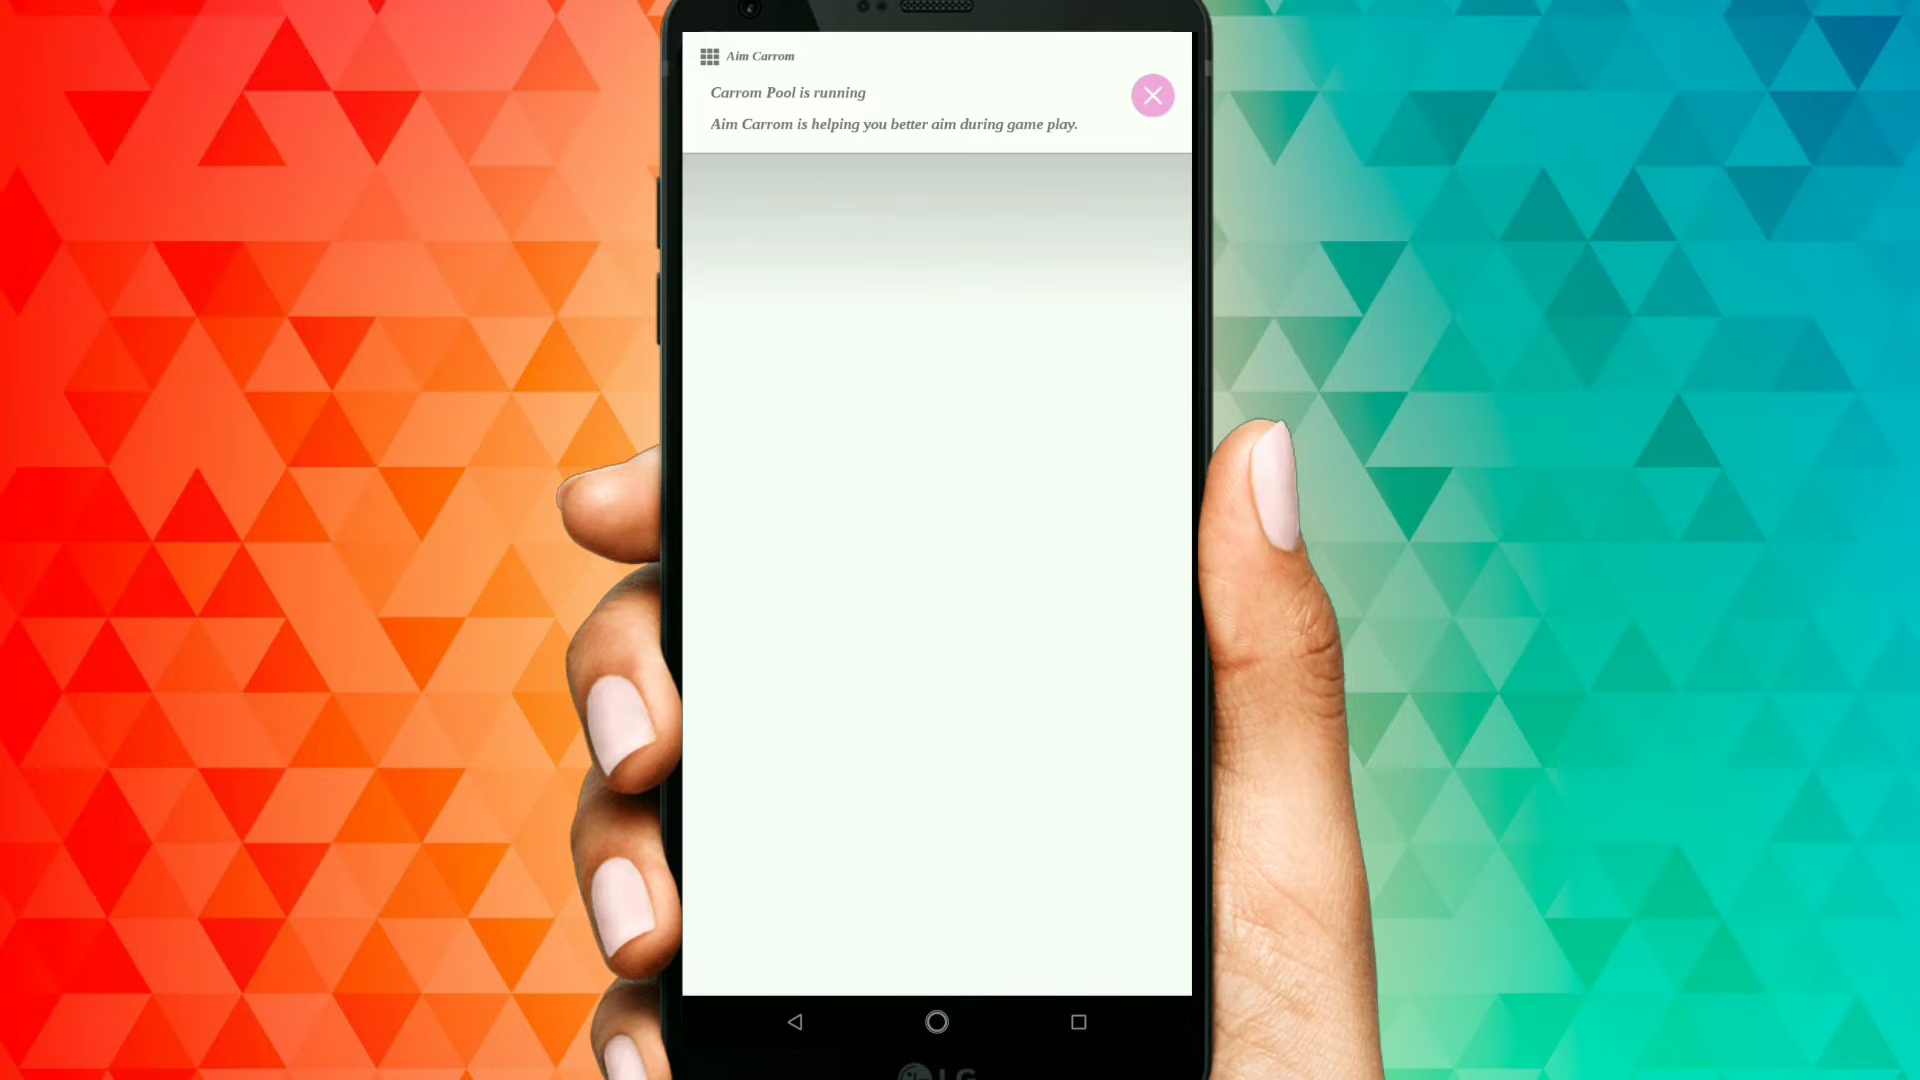 Aim Carrom
Carrom Pool is running
Aim Carrom is helping you better aim during game play.
LG